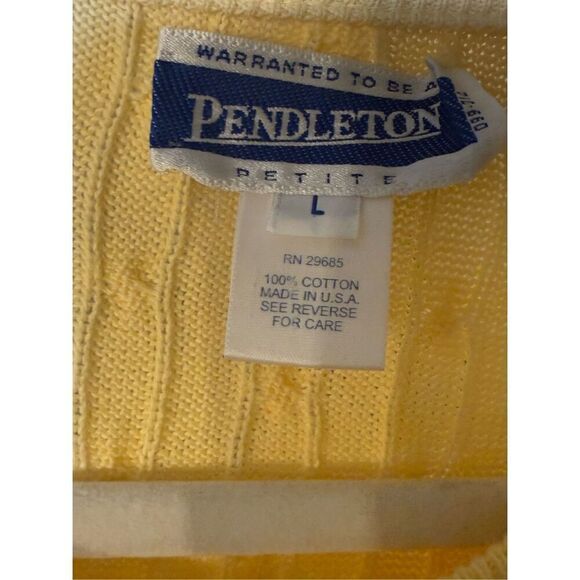 WARRANTED TO BE A
PENDLETON
PETITE
L
RN 29685
100% COTTON
MADE IN U.S.A.
SEE REVERSE
FOR CARE